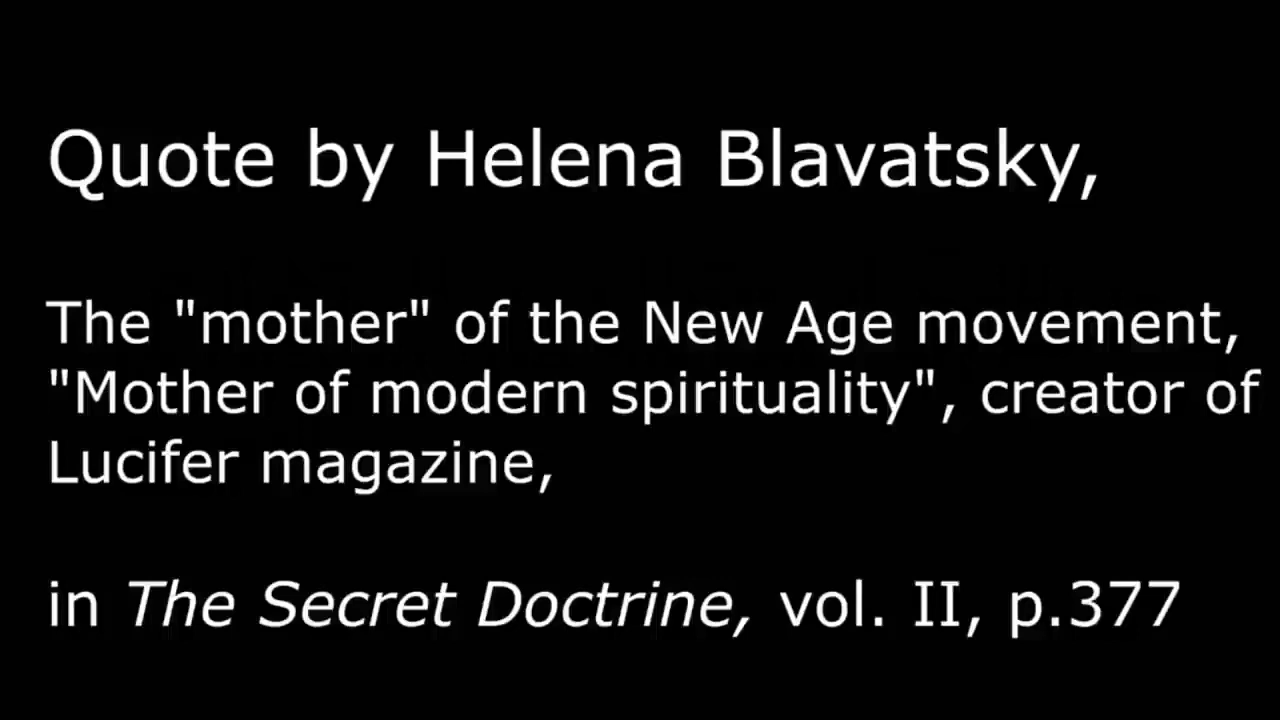 Quote by Helena Blavatsky,
The "mother" of the New Age movement,
"Mother of modern spirituality", creator of
Lucifer magazine,
in The Secret Doctrine, vol. II, p.377